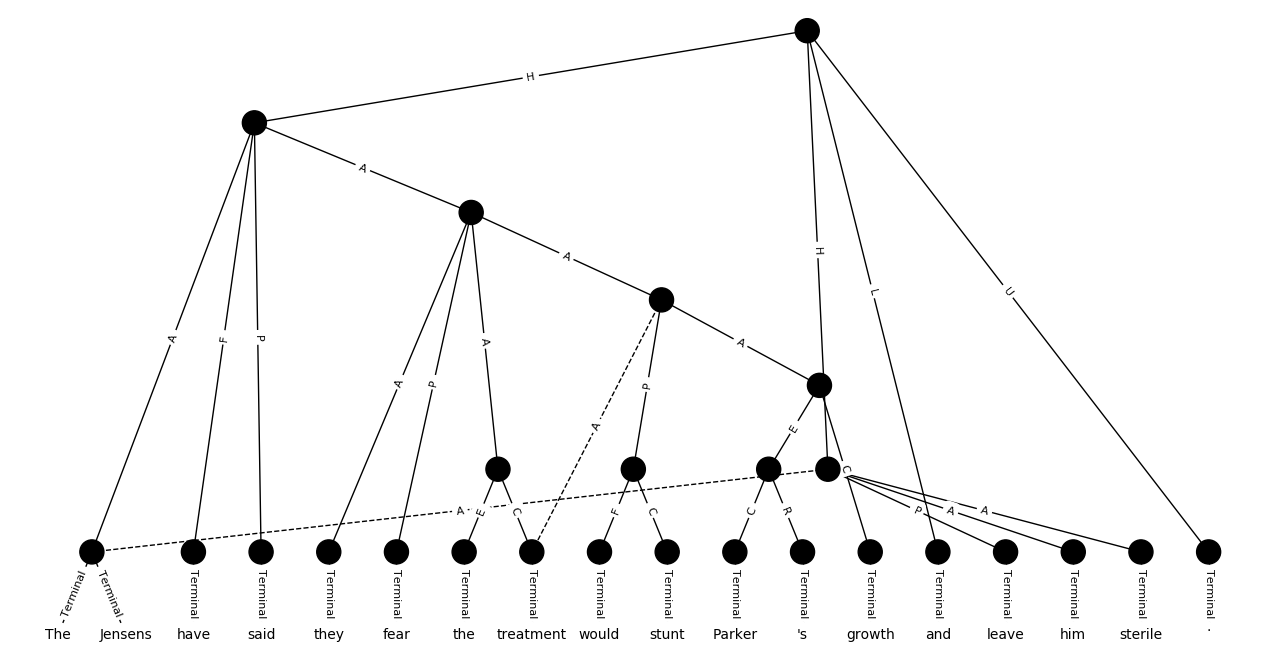 H
A
A
F
P
A
H
L
U
A
P
A
A
P
A
E
A
C
E
C
F
C
C
R
P
A
A
Terminal Terminal Terminal Terminal Terminal Terminal Terminal Terminal Terminal Terminal Terminal Terminal Terminal Terminal Terminal Terminal Terminal Terminal
The Jensens have said they fear the treatment would stunt Parker 's growth and leave him sterile .